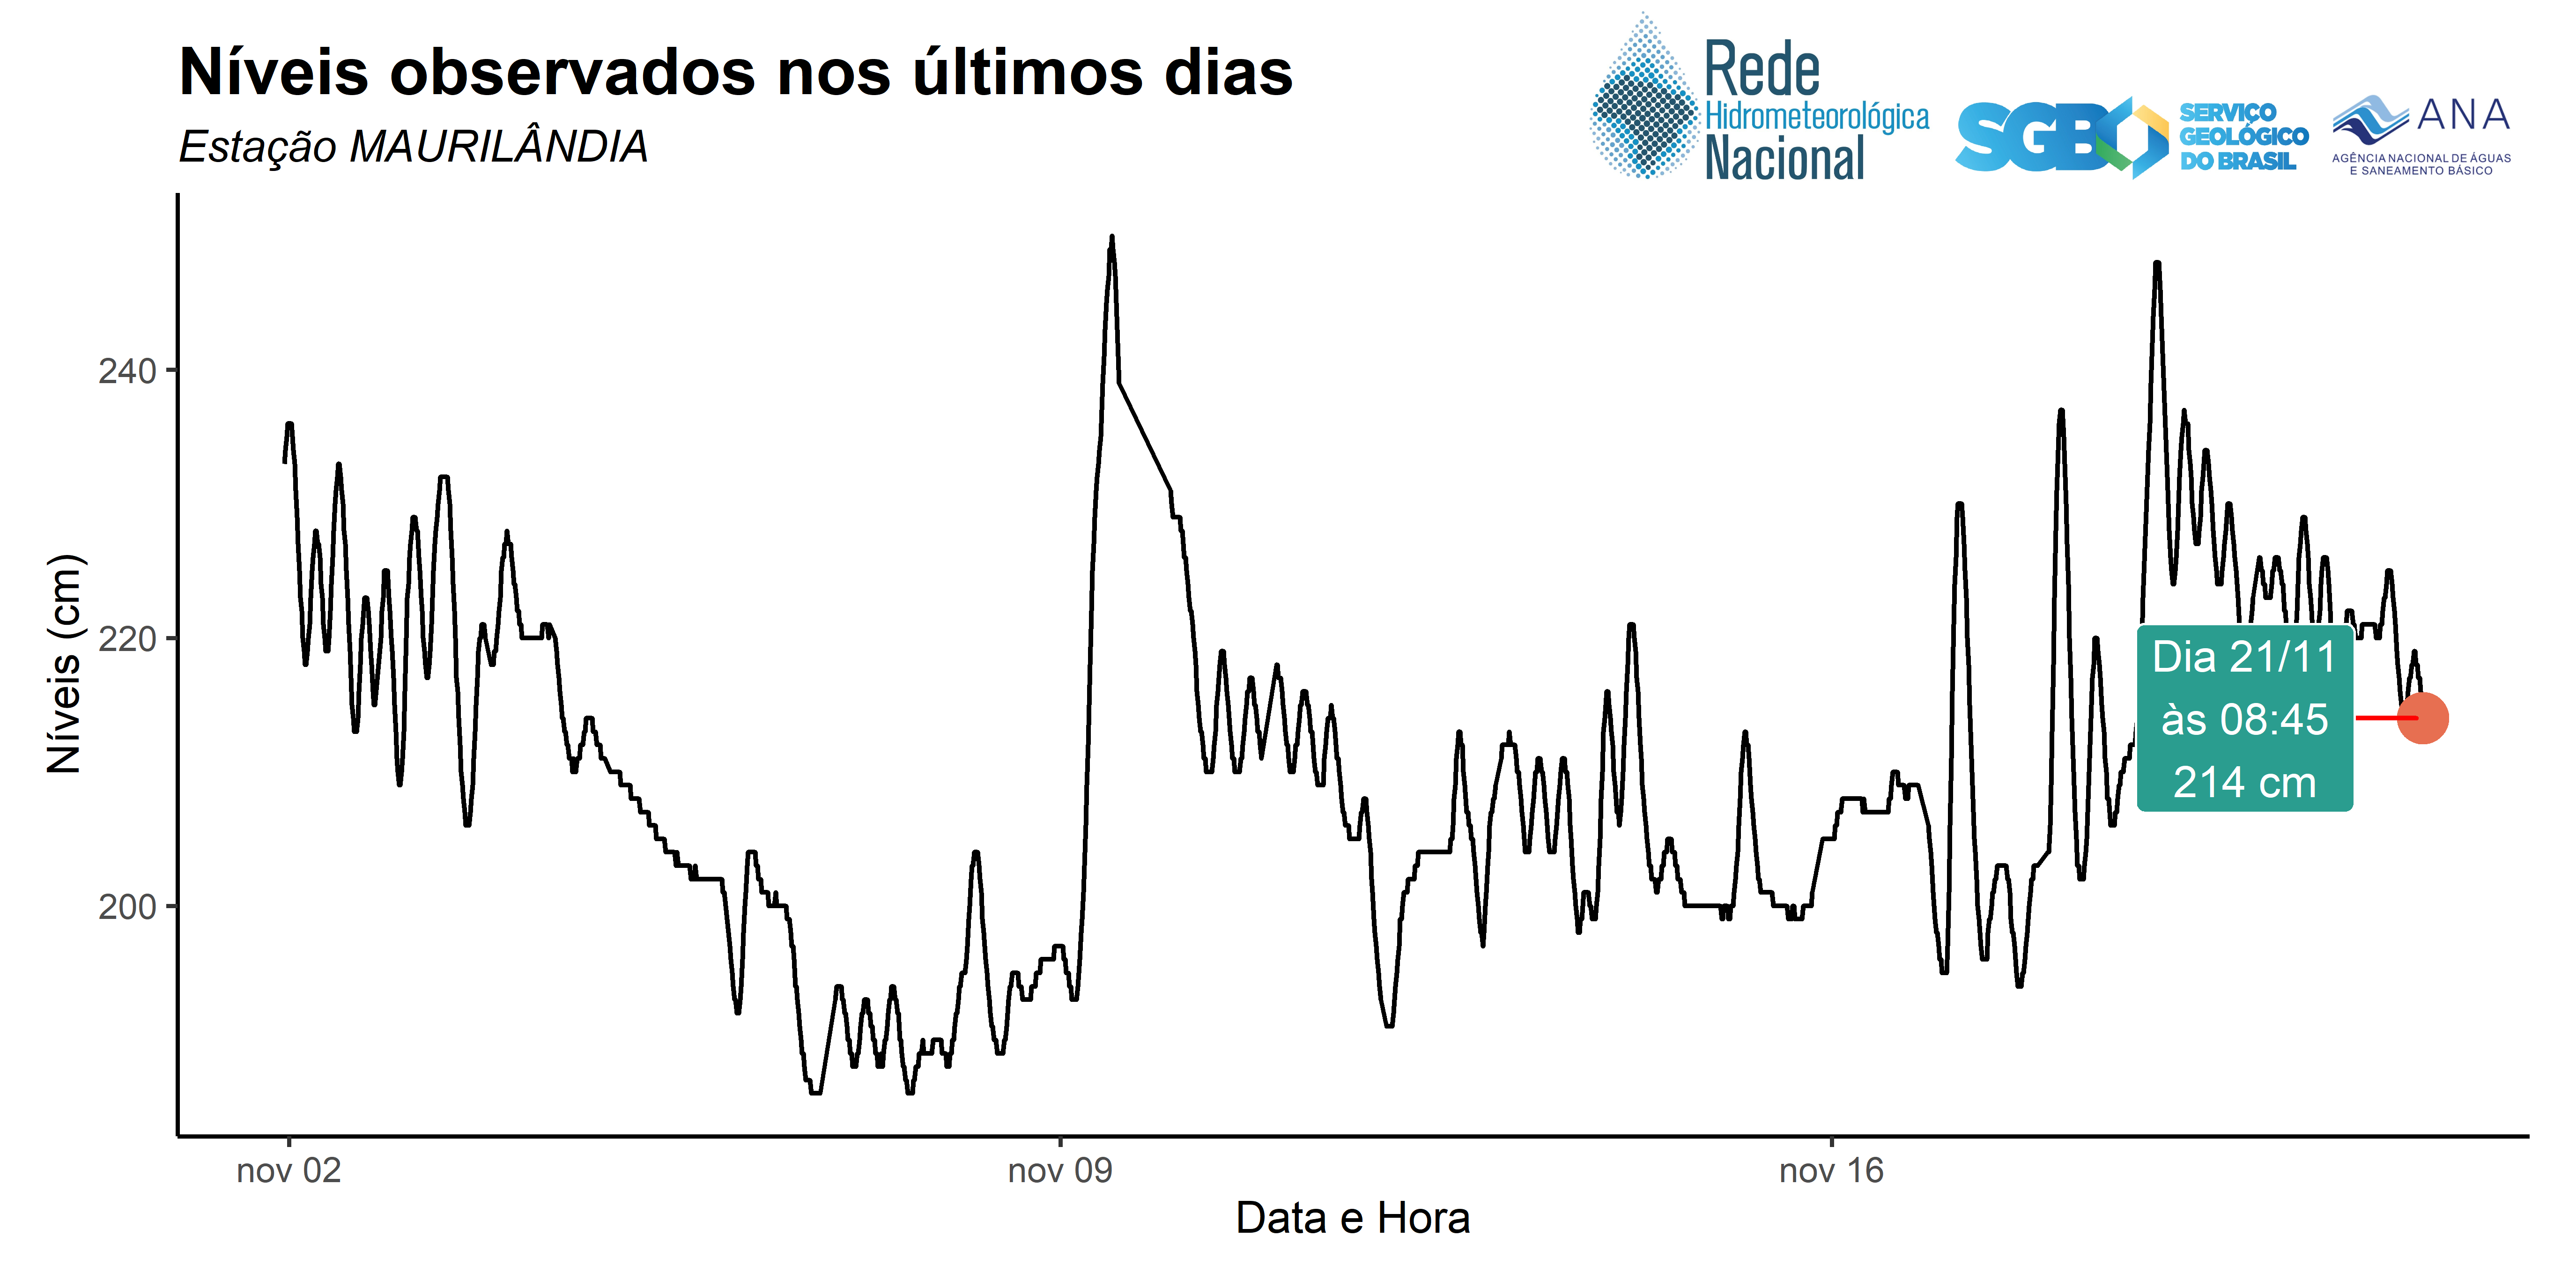 Níveis observados nos últimos dias
Estação MAURILÂNDIA
Rede
Hidrometeorológica
Nacional
SGB
SERVIÇO
GEOLÓGICO
DO BRASIL
ANA
AGÊNCIA NACIONAL DE ÁGUAS
E SANEAMENTO BÁSICO
Níveis (cm)
240
220
200
Dia 21/11
às 08:45
214 cm
nov 02
nov 09
nov 16
Data e Hora